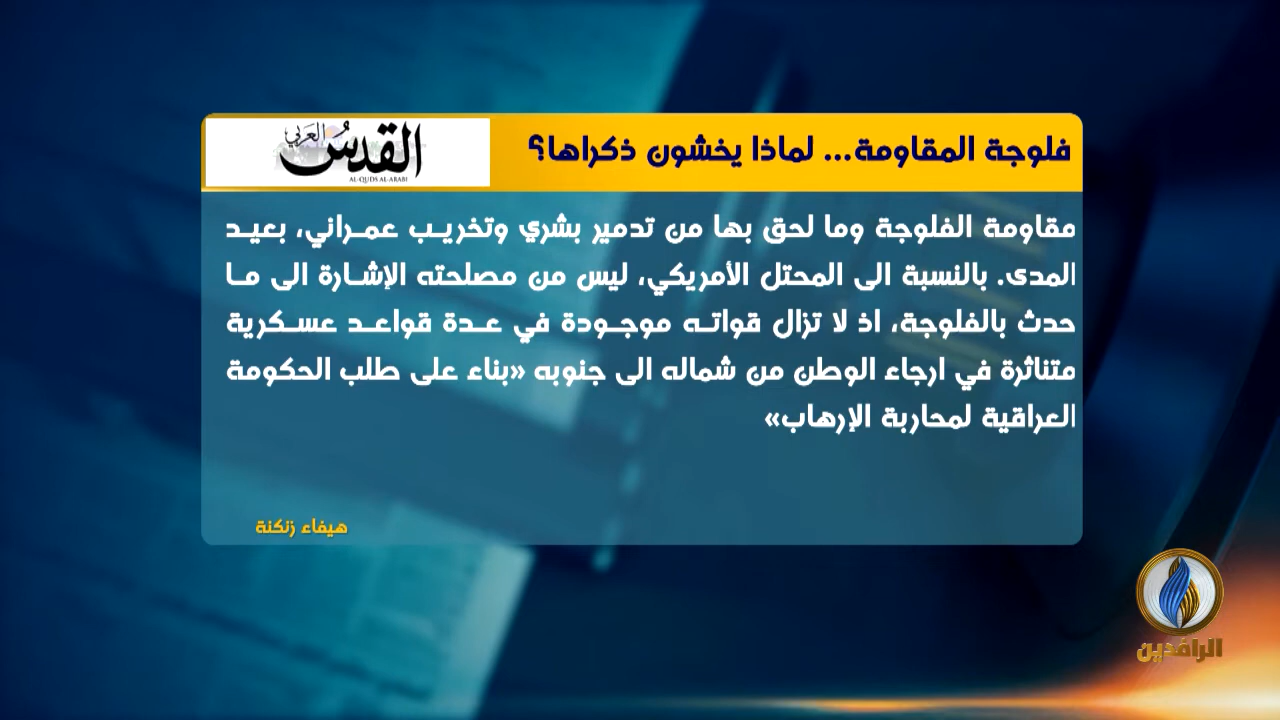 فلوجة المقاومة... لماذا يخشون ذكراها؟
القدس العربي
AL-QUDS AL-ARABI
مقاومة الفلوجة وما لحق بها من تدمير بشري وتخريب عمراني، بعيد
المدى. بالنسبة الى المحتل الأمريكي، ليس من مصلحته الإشارة الى ما
حدث بالفلوجة، اذ لا تزال قواته موجودة في عدة قواعد عسكرية
متناثرة في ارجاء الوطن من شماله الى جنوبه «بناء على طلب الحكومة
العراقية لمحاربة الإرهاب»
هيفاء زنكنة
الرافدين